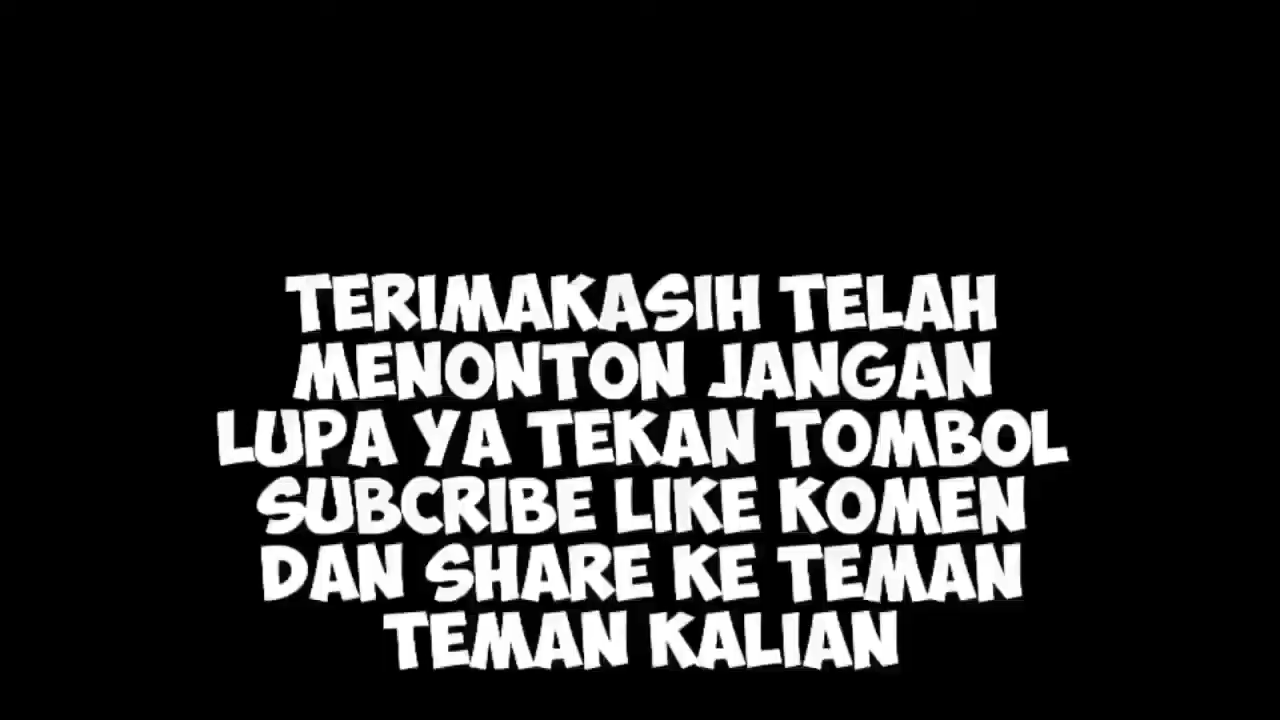 TERIMAKASIH TELAH
MENONTON JANGAN
LUPA YA TEKAN TOMBOL
SUBCRIBE LIKE KOMEN
DAN SHARE KE TEMAN
TEMAN KALIAN